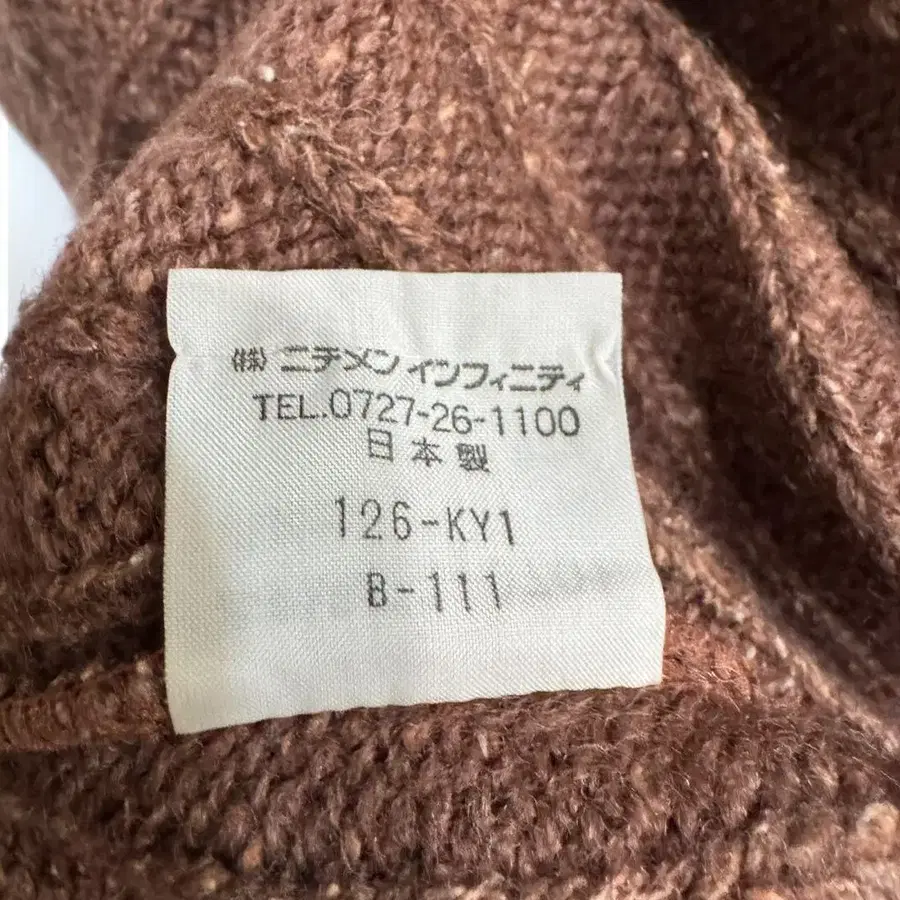 (株) ニチメン インフィニティ
TEL.0727-26-1100
日本製
126-KY1
B-111